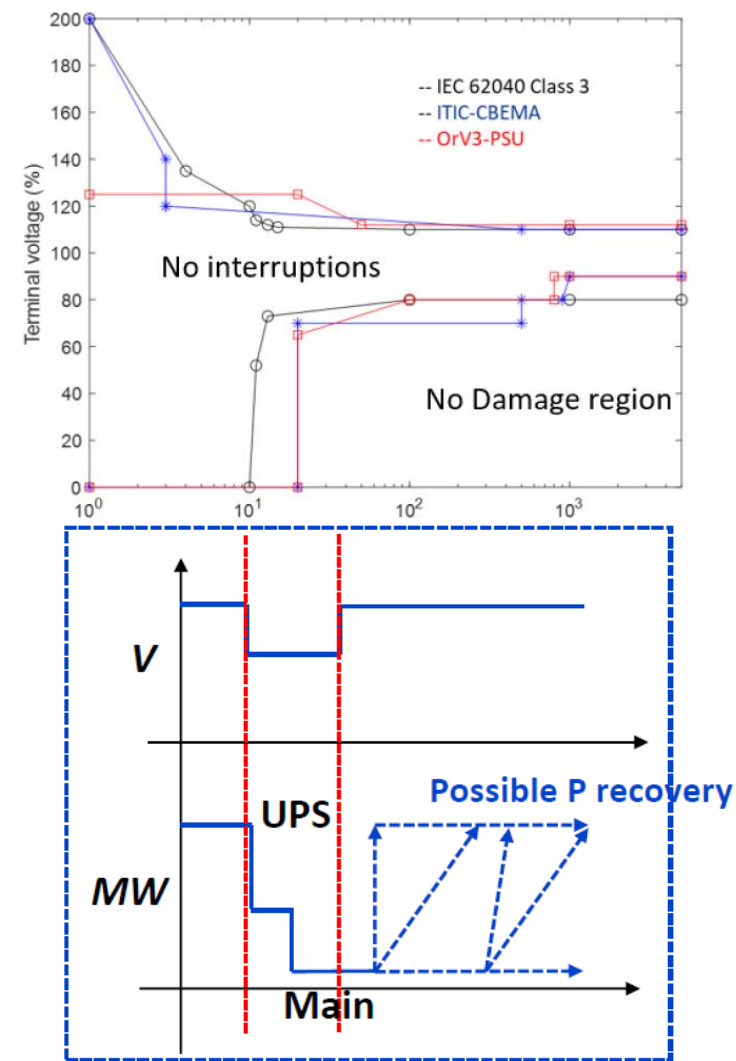 200
180
160
140
120
100
80
60
40
20
0
Terminal voltage (%)
-- IEC 62040 Class 3
-- ITIC-CBEMA
-- OrV3-PSU
No interruptions
No Damage region
10⁰ 10¹ 10² 10³
V
Possible P recovery
UPS
MW
Main